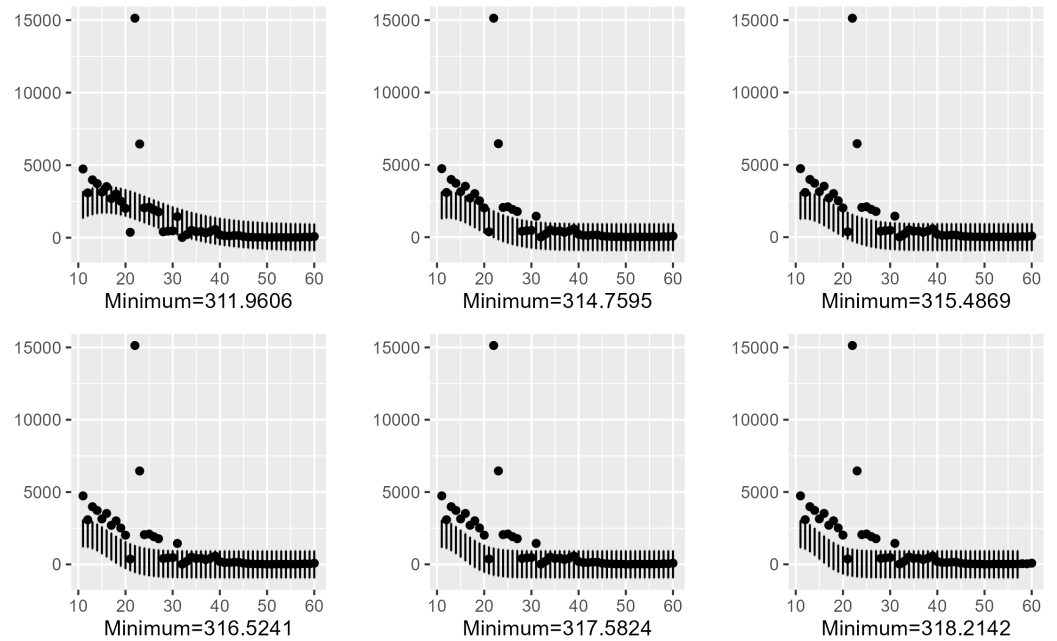 15000 15000 15000
10000 10000 10000
5000 5000 5000
0 0 0
10 20 30 40 50 60 10 20 30 40 50 60 10 20 30 40 50 60
Minimum=311.9606 Minimum=314.7595 Minimum=315.4869
15000 15000 15000
10000 10000 10000
5000 5000 5000
0 0 0
10 20 30 40 50 60 10 20 30 40 50 60 10 20 30 40 50 60
Minimum=316.5241 Minimum=317.5824 Minimum=318.2142